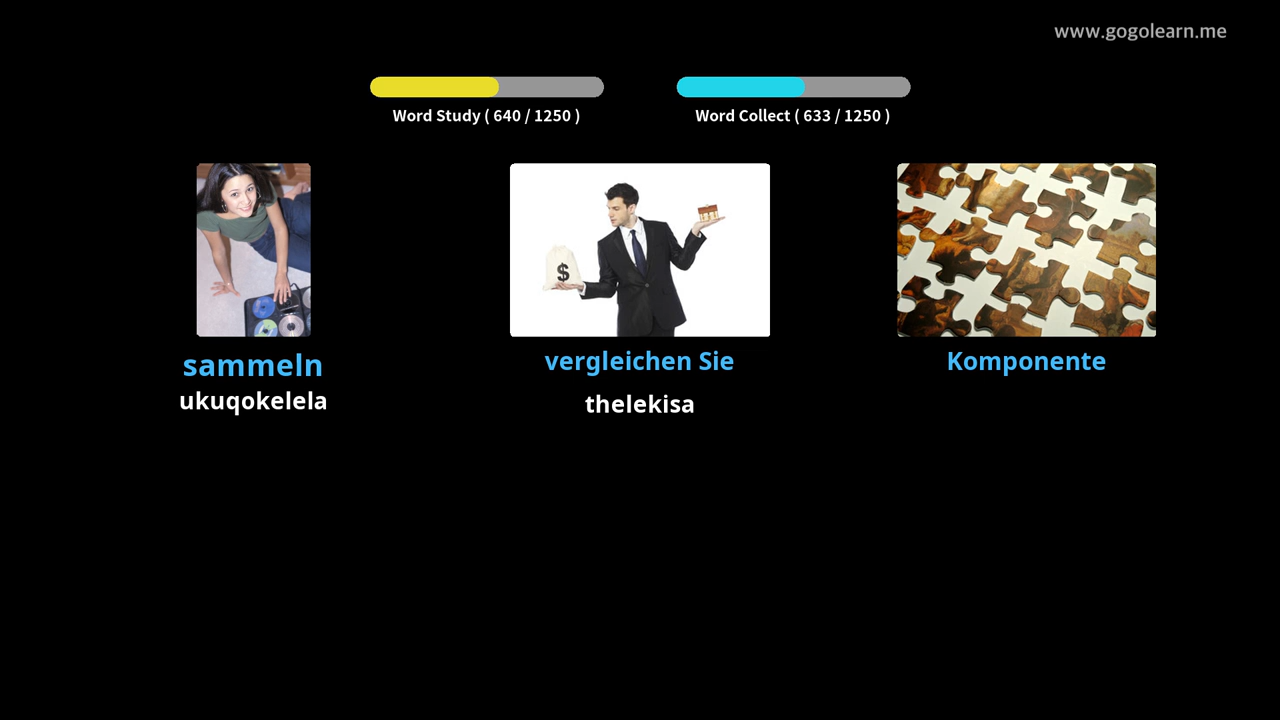 www.gogolearn.me
Word Study ( 640 / 1250 )
Word Collect ( 633 / 1250 )
$
sammeln
ukuqokelela
vergleichen Sie
thelekisa
Komponente